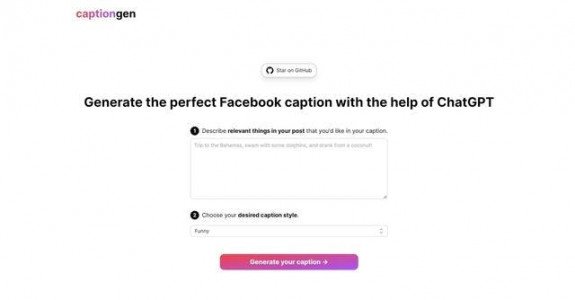 captiongen
Star on GitHub
Generate the perfect Facebook caption with the help of ChatGPT
1 Describe relevant things in your post that you'd like in your caption.
Trip to the Bahamas, swam with some dolphins, and drank from a coconut!
2 Choose your desired caption style.
Funny
Generate your caption →